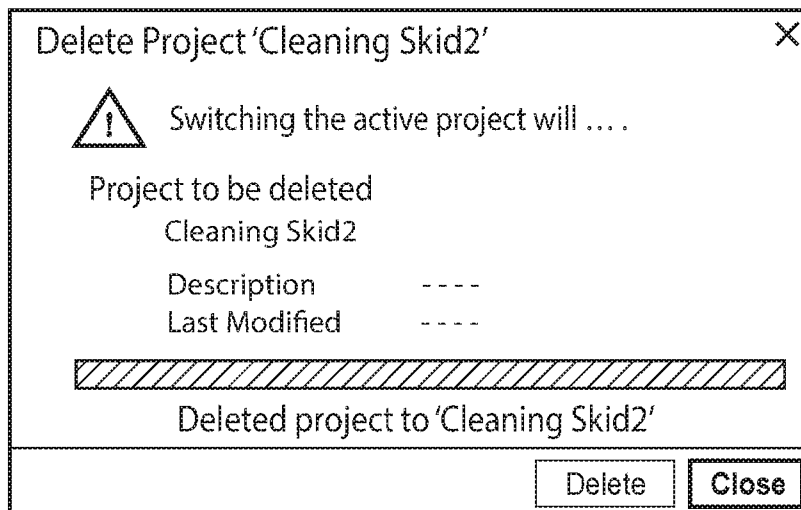 Delete Project 'Cleaning Skid2' X
! Switching the active project will ....
Project to be deleted
Cleaning Skid2
Description ----
Last Modified ----
Deleted project to 'Cleaning Skid2'
Delete Close